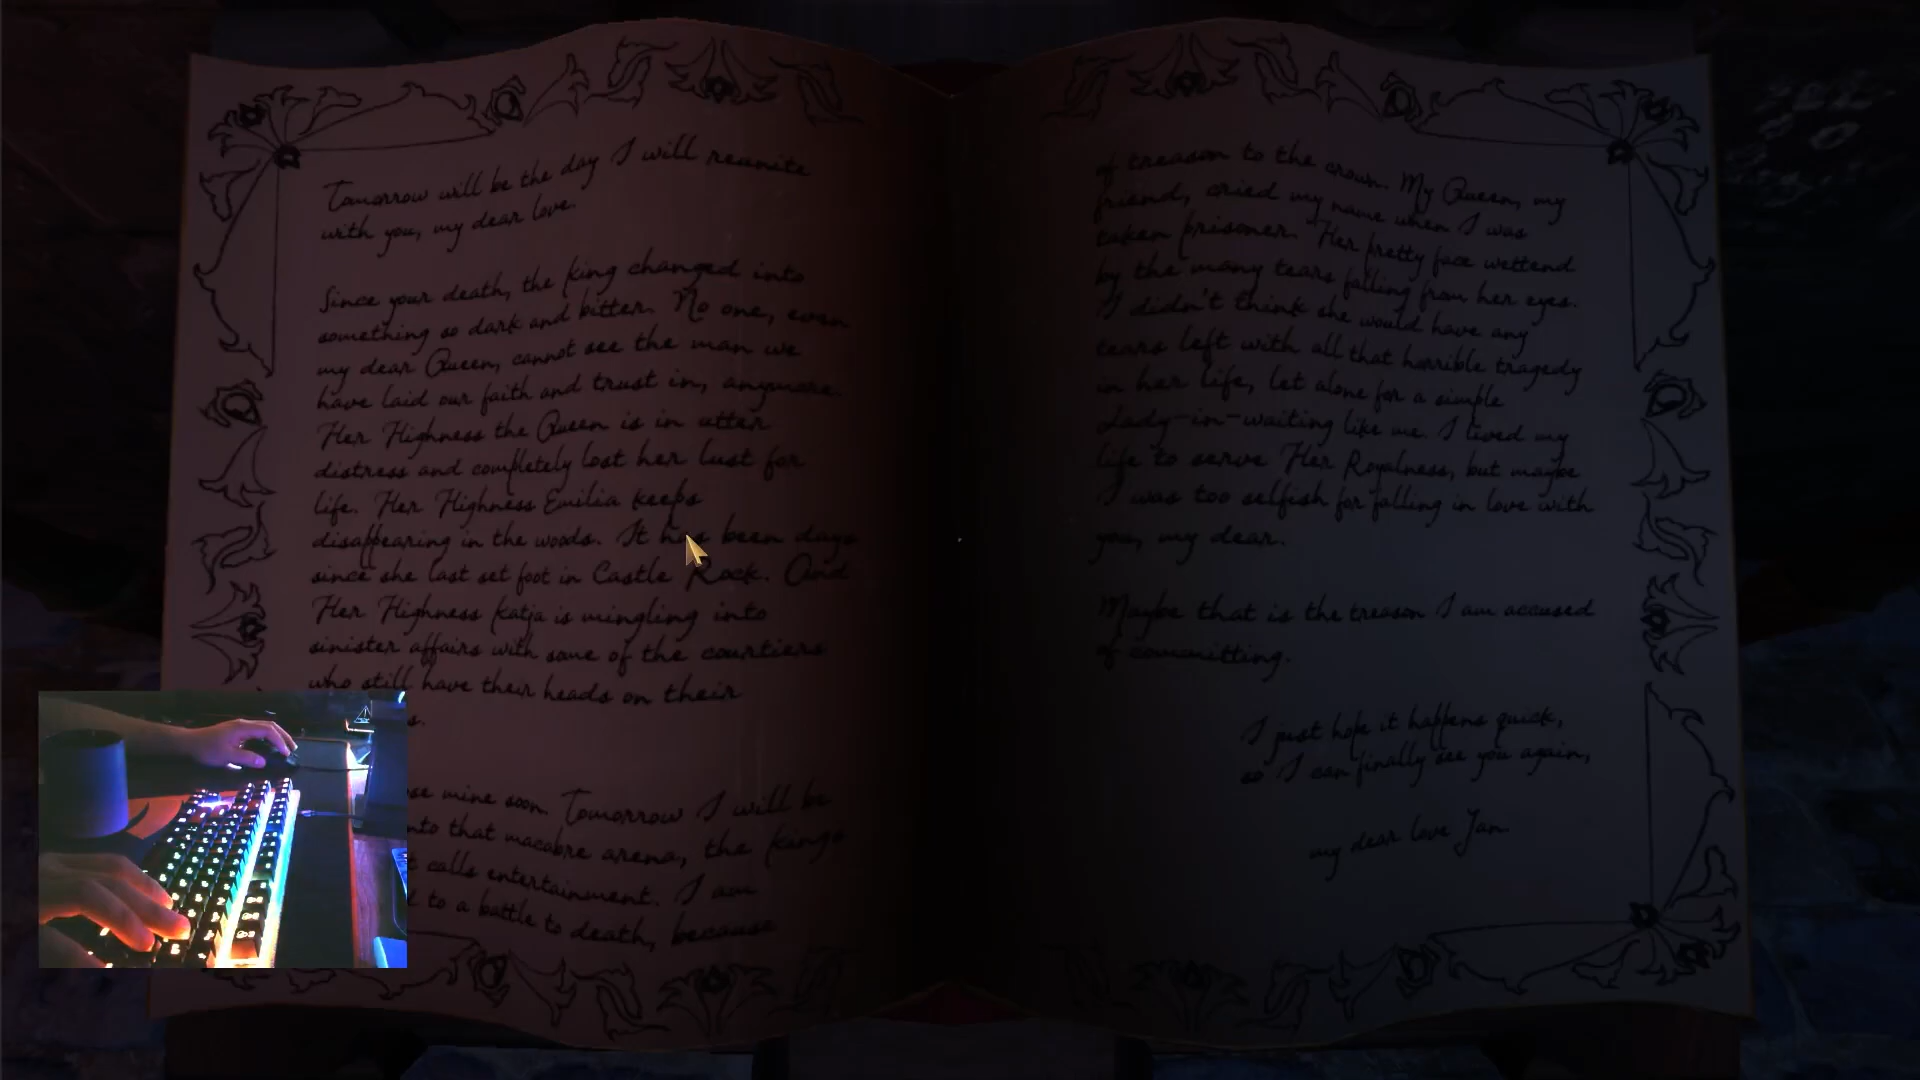 Tomorrow will be the day I will reunite
with you, my dear love.
Since your death, the king changed into
something so dark and bitter. No one, even
my dear Queen, cannot see the man we
have laid our faith and trust in, anymore.
Her Highness the Queen is in utter
distress and completely lost her lust for
life. Her Highness Emilia keeps
disappearing in the woods. It has been days
since she last set foot in Castle Rock. And
Her Highness Katja is mingling into
sinister affairs with some of the courtiers
who still have their heads on their
s.
se mine soon. Tomorrow I will be
nto that macabre arena, the kings
t calls entertainment. I am
to a battle to death, because
of treason to the crown. My Queen, my
friend, cried my name when I was
taken prisoner. Her pretty face wettend
by the many tears falling from her eyes.
I didn't think she would have any
tears left with all that horrible tragedy
in her life, let alone for a simple
Lady-in-waiting like me. I lived my
life to serve Her Royalness, but maybe
I was too selfish for falling in love with
you, my dear.
Maybe that is the treason I am accused
of committing.
I just hope it happens quick,
so I can finally see you again,
my dear love Jan